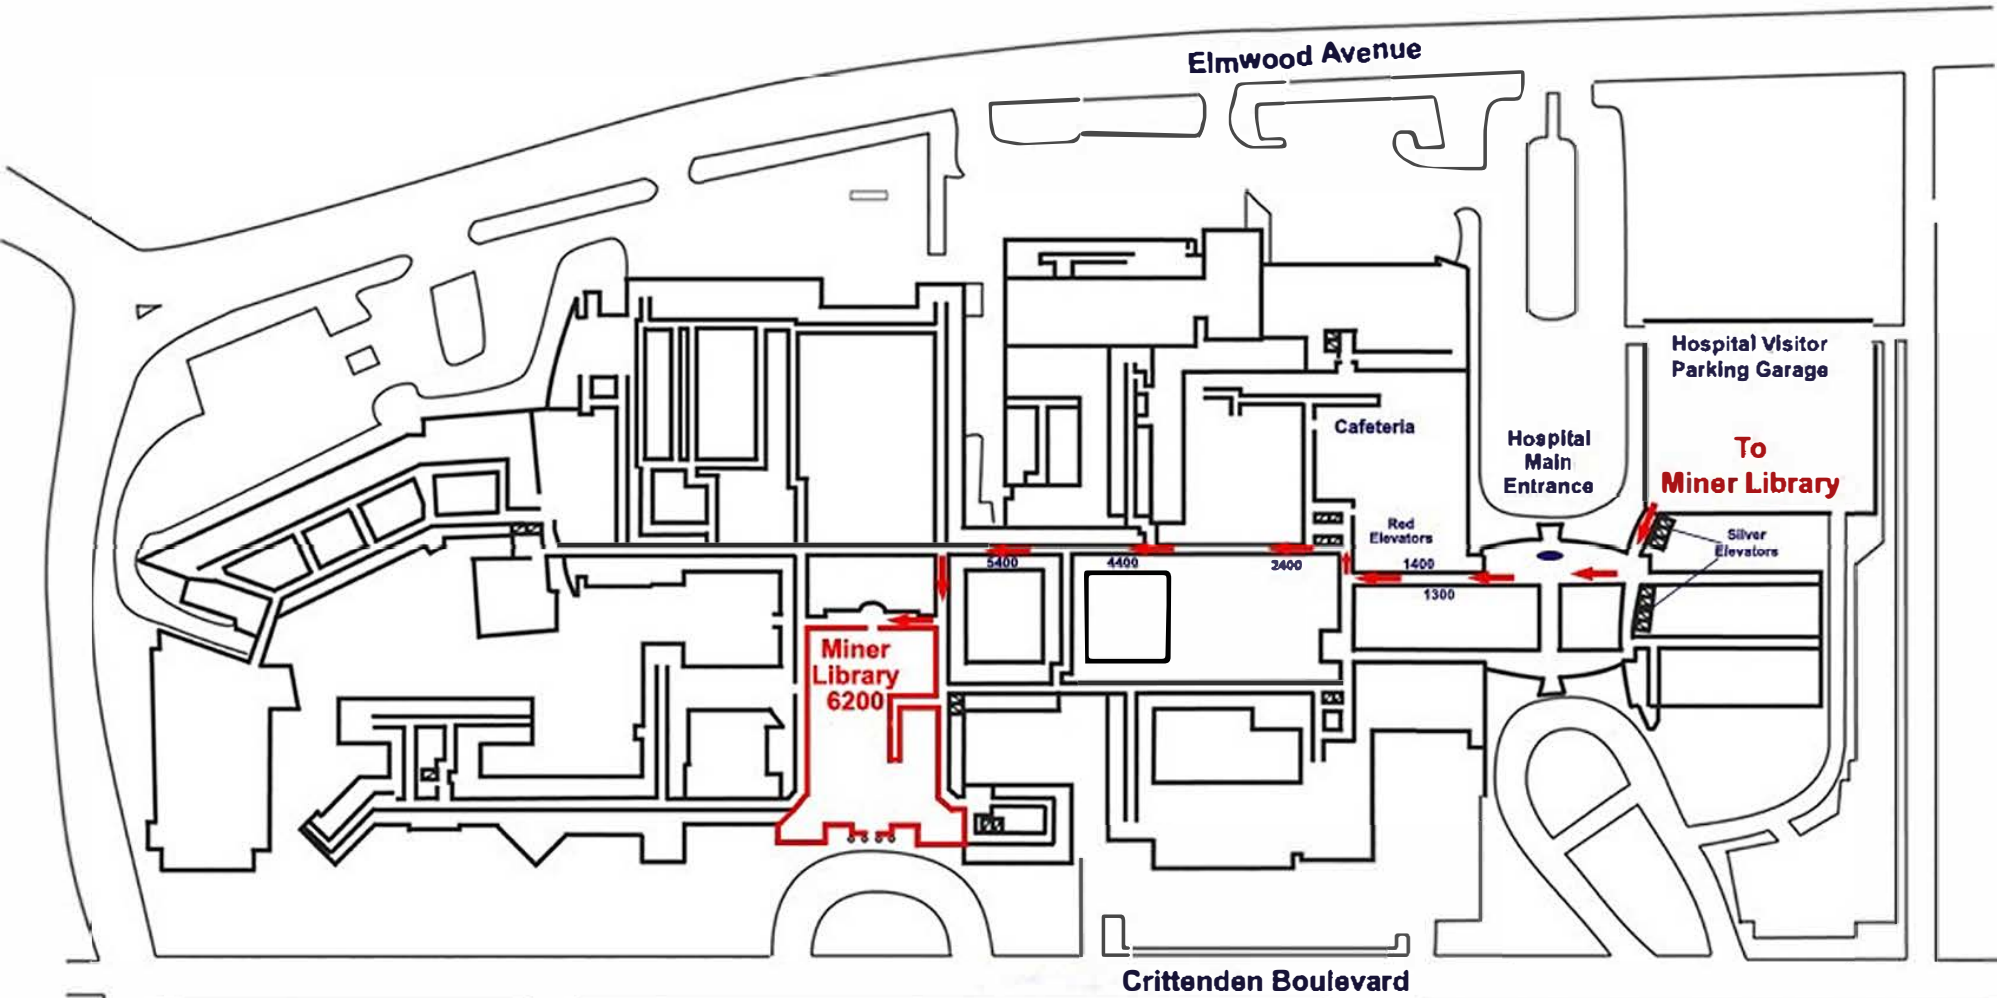 Elmwood Avenue
Hospital Visitor
Parking Garage
Cafeteria
Hospital
Main
Entrance
To
Miner Library
Red
Elevators
Silver
Elevators
5400
4400
2400
1400
1300
Miner
Library
6200
Crittenden Boulevard